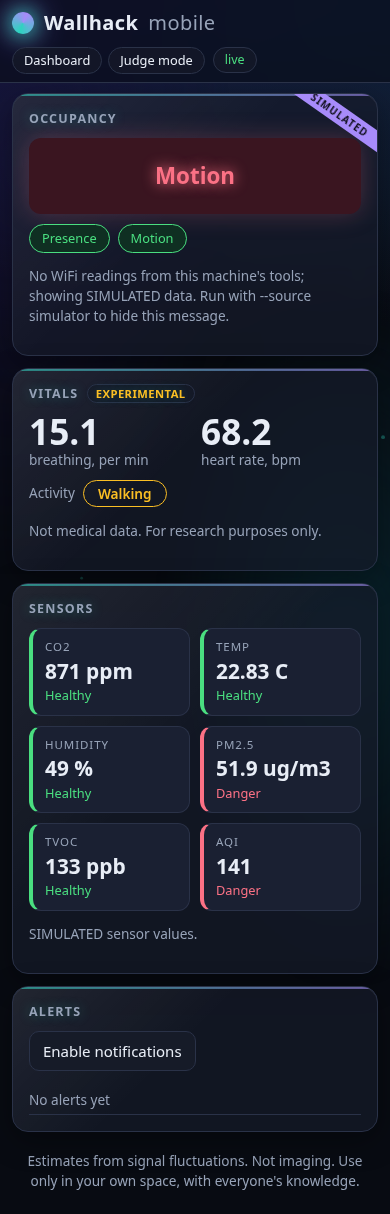 Wallhack mobile
Dashboard Judge mode live
OCCUPANCY
SIMULATED
Motion
Presence Motion
No WiFi readings from this machine's tools;
showing SIMULATED data. Run with --source
simulator to hide this message.
VITALS EXPERIMENTAL
15.1 68.2
breathing, per min heart rate, bpm
Activity Walking
Not medical data. For research purposes only.
SENSORS
CO2 TEMP
871 ppm 22.83 C
Healthy Healthy
HUMIDITY PM2.5
49 % 51.9 ug/m3
Healthy Danger
TVOC AQI
133 ppb 141
Healthy Danger
SIMULATED sensor values.
ALERTS
Enable notifications
No alerts yet
Estimates from signal fluctuations. Not imaging. Use
only in your own space, with everyone's knowledge.